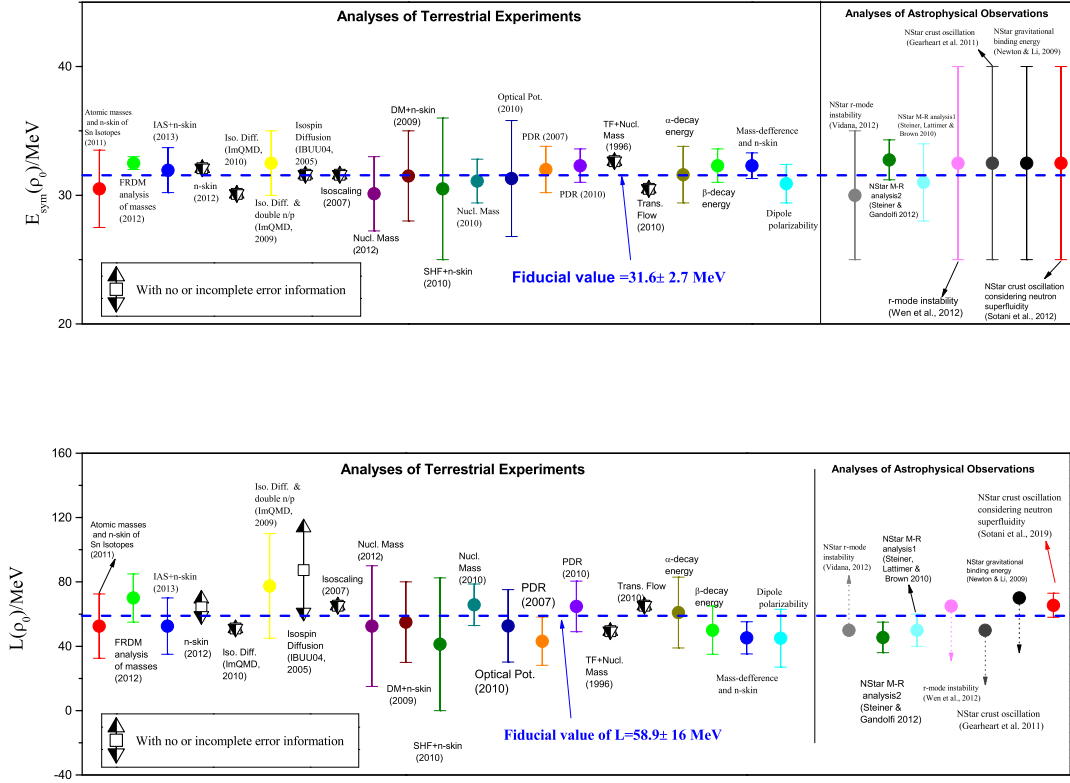 Analyses of Terrestrial Experiments
Analyses of Astrophysical Observations
Esym(ρ0)/MeV
40
30
20
Atomic masses
and n-skin of
Sn Isotopes
(2011)
FRDM
analysis
of masses
(2012)
IAS+n-skin
(2013)
n-skin
(2012)
Iso. Diff.
(ImQMD,
2010)
Iso. Diff. &
double n/p
(ImQMD,
2009)
Isospin
Diffusion
(IBUU04,
2005)
Isoscaling
(2007)
Nucl. Mass
(2012)
DM+n-skin
(2009)
SHF+n-skin
(2010)
Nucl. Mass
(2010)
Optical Pot.
(2010)
PDR (2007)
PDR (2010)
TF+Nucl.
Mass
(1996)
Trans.
Flow
(2010)
α-decay
energy
β-decay
energy
Mass-defference
and n-skin
Dipole
polarizability
NStar r-mode
instability
(Vidana, 2012)
NStar M-R
analysis2
(Steiner &
Gandolfi 2012)
NStar M-R analysis1
(Steiner, Lattimer &
Brown 2010)
r-mode instability
(Wen et al., 2012)
NStar crust oscillation
(Gearheart et al. 2011)
NStar gravitational
binding energy
(Newton & Li, 2009)
NStar crust oscillation
considering neutron
superfluidity
(Sotani et al., 2012)
With no or incomplete error information
Fiducial value =31.6± 2.7 MeV
Analyses of Terrestrial Experiments
Analyses of Astrophysical Observations
L(ρ0)/MeV
160
120
80
40
0
-40
Atomic masses
and n-skin of
Sn Isotopes
(2011)
FRDM
analysis
of masses
(2012)
IAS+n-skin
(2013)
n-skin
(2012)
Iso. Diff.
(ImQMD,
2010)
Iso. Diff. &
double n/p
(ImQMD,
2009)
Isospin
Diffusion
(IBUU04,
2005)
Isoscaling
(2007)
Nucl. Mass
(2012)
DM+n-skin
(2009)
SHF+n-skin
(2010)
Nucl.
Mass
(2010)
Optical Pot.
(2010)
PDR
(2007)
PDR
(2010)
TF+Nucl.
Mass
(1996)
Trans. Flow
(2010)
α-decay
energy
β-decay
energy
Mass-defference
and n-skin
Dipole
polarizability
NStar r-mode
instability
(Vidana, 2012)
NStar M-R
analysis2
(Steiner &
Gandolfi 2012)
NStar M-R
analysis1
(Steiner,
Lattimer &
Brown 2010)
r-mode instability
(Wen et al., 2012)
NStar crust oscillation
(Gearheart et al. 2011)
NStar gravitational
binding energy
(Newton & Li, 2009)
NStar crust oscillation
considering neutron
superfluidity
(Sotani et al., 2019)
With no or incomplete error information
Fiducial value of L=58.9± 16 MeV